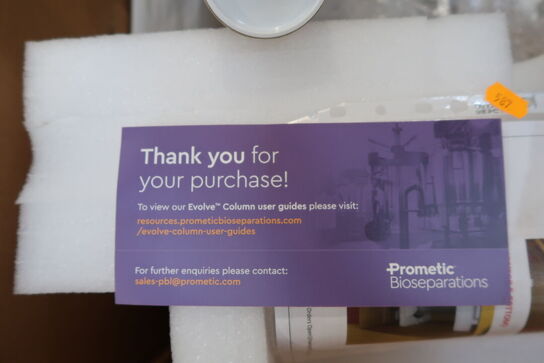 567
Thank you for
your purchase!
To view our Evolve™ Column user guides please visit:
resources.prometicbioseparations.com
/evolve-column-user-guides
For further enquiries please contact:
sales-pbl@prometic.com
Prometic
Bioseparations